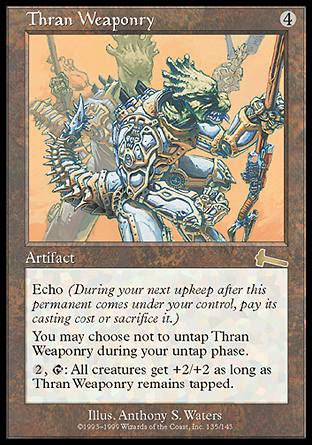 Thran Weaponry 4
Artifact
Echo (During your next upkeep after this
permanent comes under your control, pay its
casting cost or sacrifice it.)
You may choose not to untap Thran
Weaponry during your untap phase.
2, T: All creatures get +2/+2 as long as
Thran Weaponry remains tapped.
Illus. Anthony S. Waters
©1993-1999 Wizards of the Coast, Inc. 135/143